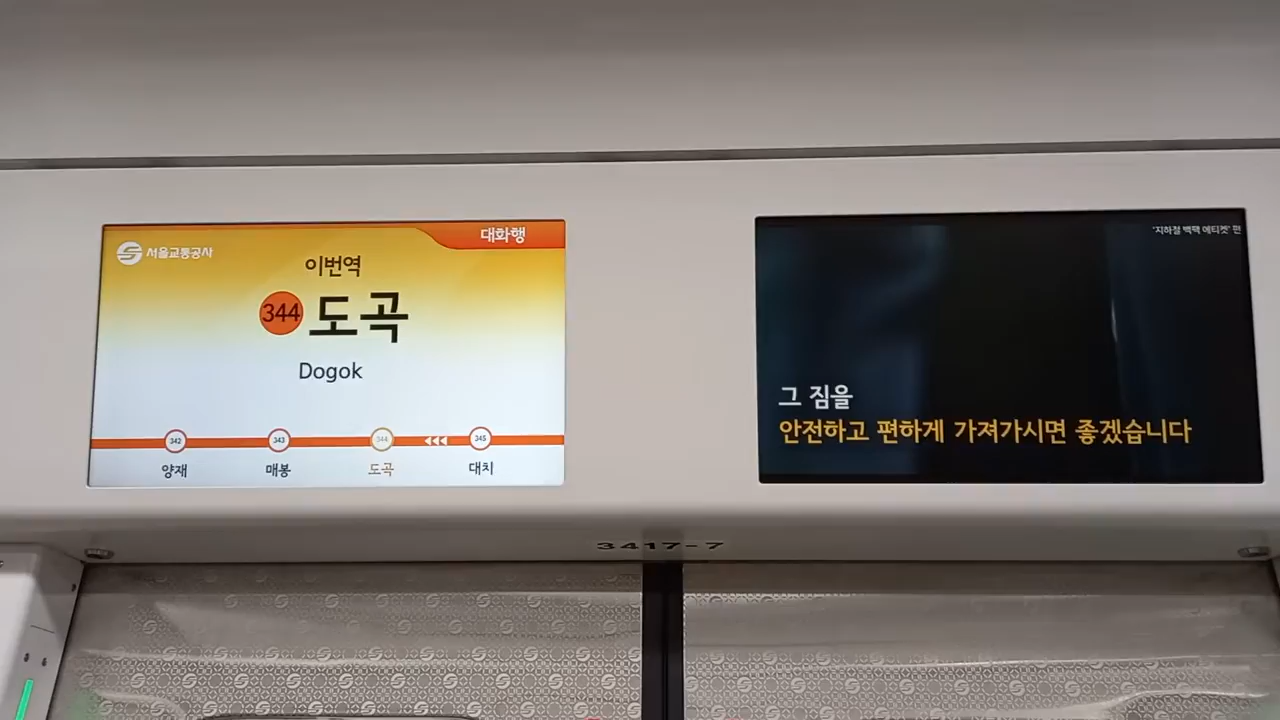 서울교통공사
대화행
이번역
344 도곡
Dogok
342 343 344 345
양재 매봉 도곡 대치
'지하철 백팩 에티켓' 편
그 짐을
안전하고 편하게 가져가시면 좋겠습니다
3417-7